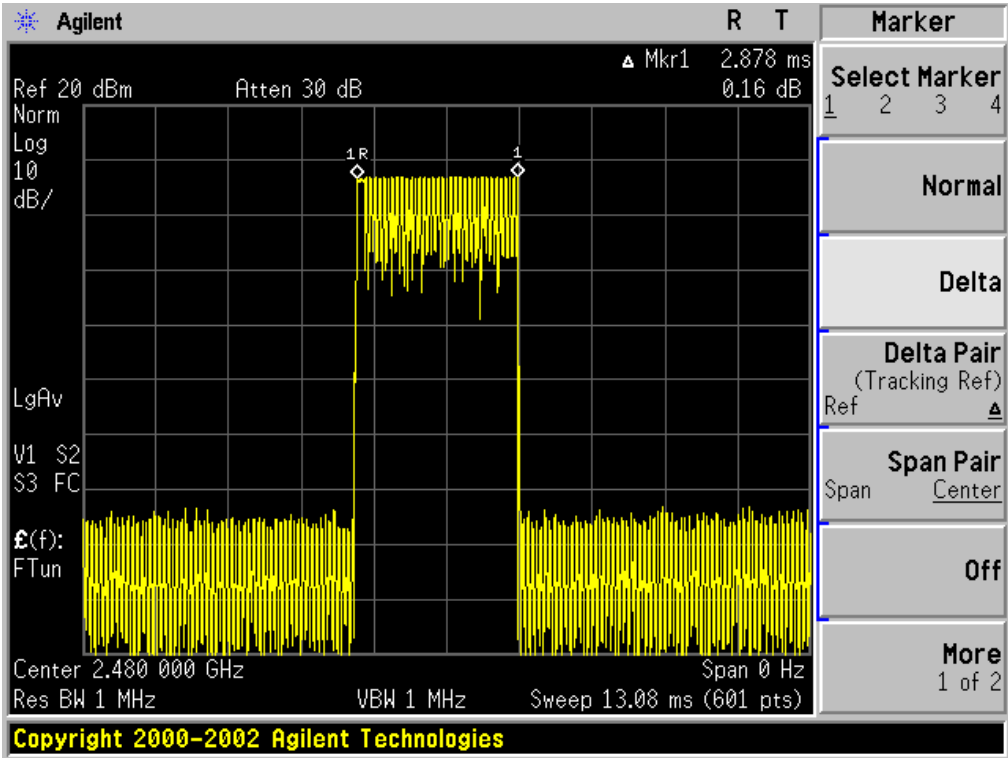 Agilent
R T
Marker
Δ Mkr1 2.878 ms
Ref 20 dBm Atten 30 dB 0.16 dB
Norm
Log
10
dB/
1R
1
LgAv
V1 S2
S3 FC
£(f):
FTun
Center 2.480 000 GHz Span 0 Hz
Res BW 1 MHz VBW 1 MHz Sweep 13.08 ms (601 pts)
Select Marker
1 2 3 4
Normal
Delta
Delta Pair
(Tracking Ref)
Ref Δ
Span Pair
Span Center
Off
More
1 of 2
Copyright 2000-2002 Agilent Technologies